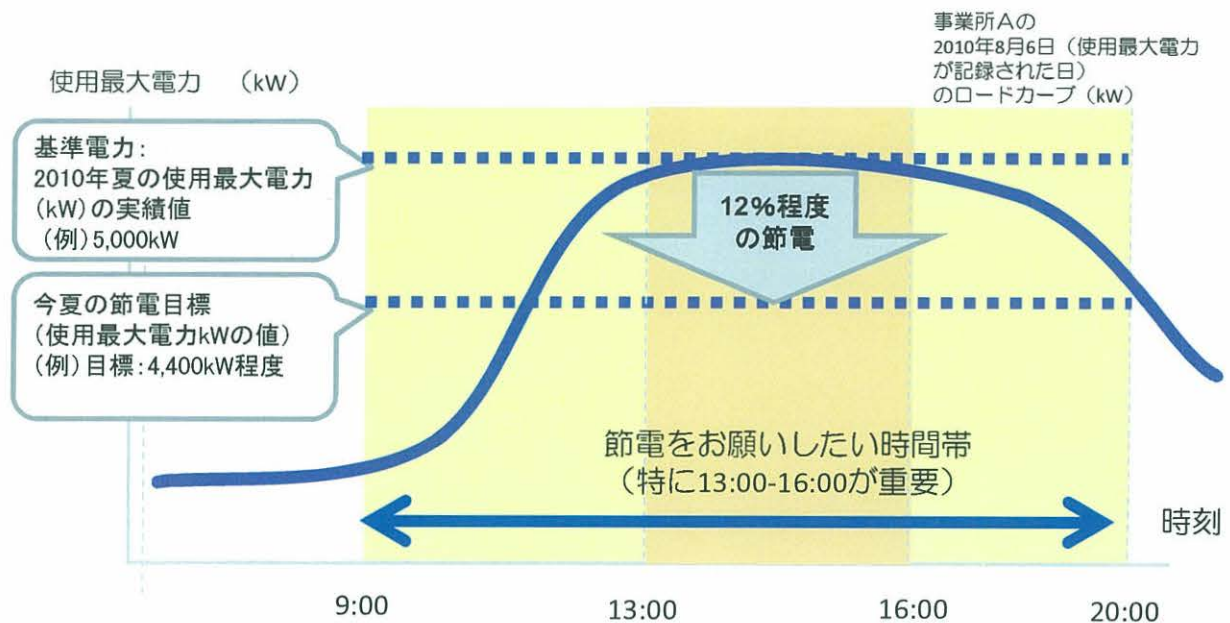 事業所Aの
2010年8月6日（使用最大電力
が記録された日）
のロードカーブ（kW）
使用最大電力　（kW）
基準電力：
2010年夏の使用最大電力
（kW）の実績値
（例）5,000kW
12%程度
の節電
今夏の節電目標
（使用最大電力kWの値）
（例）目標：4,400kW程度
節電をお願いしたい時間帯
（特に13:00-16:00が重要）
時刻
9:00
13:00
16:00
20:00